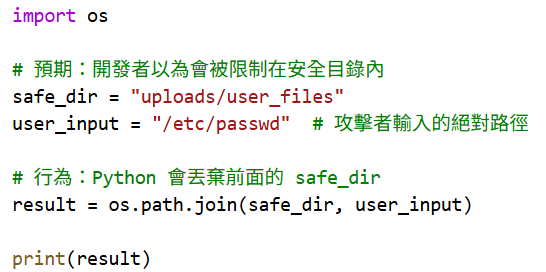 import os
# 預期：開發者以為會被限制在安全目錄內
safe_dir = "uploads/user_files"
user_input = "/etc/passwd"  # 攻擊者輸入的絕對路徑
# 行為：Python 會丟棄前面的 safe_dir
result = os.path.join(safe_dir, user_input)
print(result)